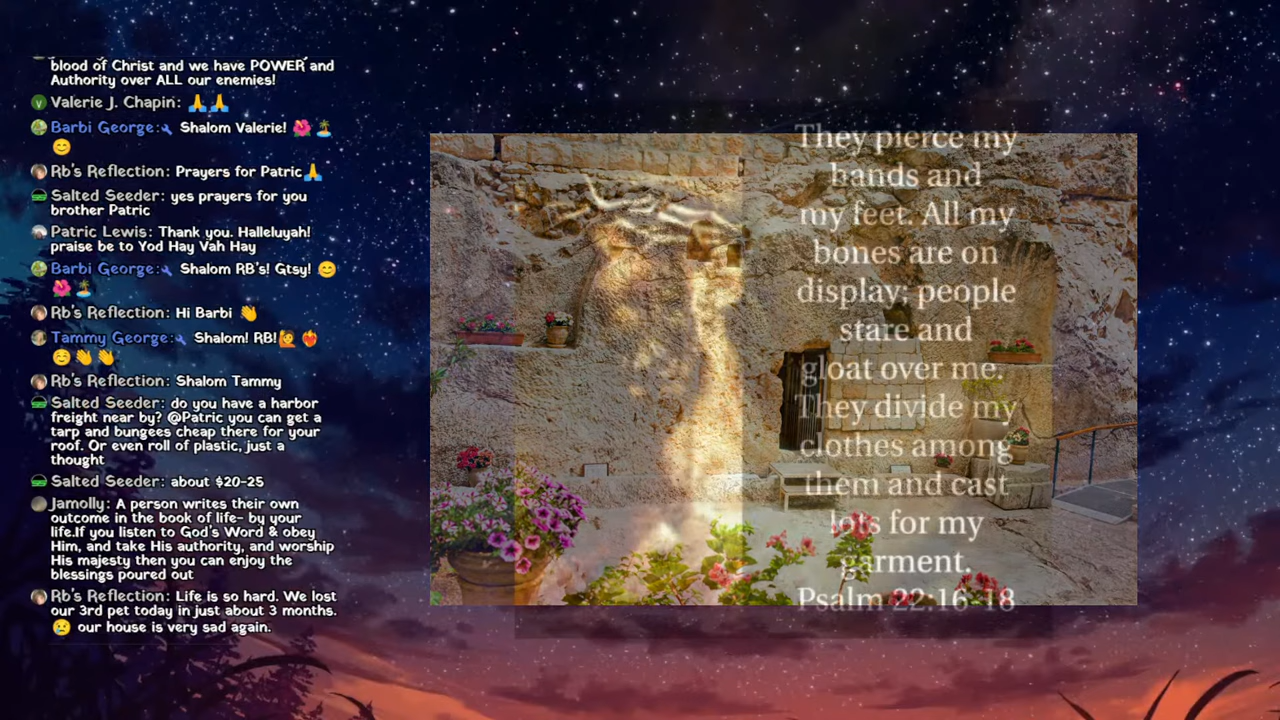 blood of Christ and we have POWER and
Authority over ALL our enemies!
Valerie J. Chapin: 🙏🙏
Barbi George: Shalom Valerie! 🌺🏝️
😊
Rb's Reflection: Prayers for Patric🙏
Salted Seeder: yes prayers for you
brother Patric
Patric Lewis: Thank you. Halleluyah!
praise be to Yod Hay Vah Hay
Barbi George: Shalom RB's! Gtsy! 😊
🌺🏝️
Rb's Reflection: Hi Barbi 👋
Tammy George: Shalom! RB!🙋❤️‍🔥
☺️👋👋
Rb's Reflection: Shalom Tammy
Salted Seeder: do you have a harbor
freight near by? @Patric you can get a
tarp and bungees cheap there for your
roof. Or even roll of plastic, just a
thought
Salted Seeder: about $20-25
Jamolly: A person writes their own
outcome in the book of life- by your
life.If you listen to God's Word & obey
Him, and take His authority, and worship
His majesty then you can enjoy the
blessings poured out
Rb's Reflection: Life is so hard. We lost
our 3rd pet today in just about 3 months.
😢 our house is very sad again.
They pierce my
hands and
my feet. All my
bones are on
display; people
stare and
gloat over me.
They divide my
clothes among
them and cast
lots for my
garment.
Psalm 22:16-18